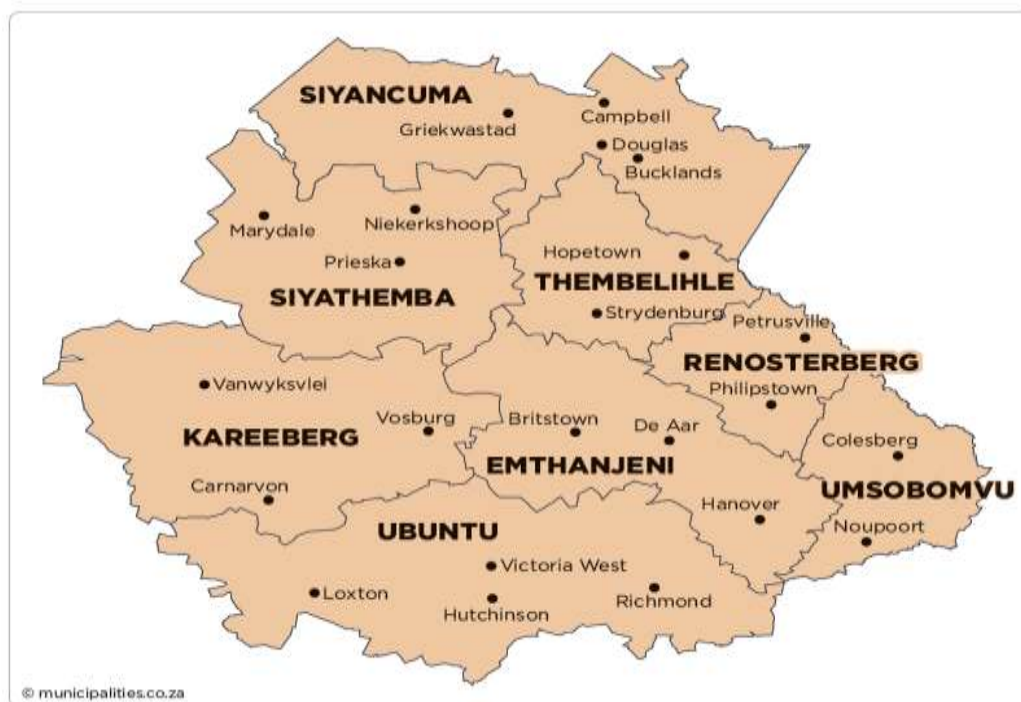 SIYANCUMA
Campbell
Griekwastad
Douglas
Bucklands
Marydale
Niekerkshoop
Hopetown
Prieska
THEMBELIHLE
SIYATHEMBA
Strydenburg
Petrusville
RENOSTERBERG
Vanwyksvlei
Philipstown
Vosburg
Britstown
De Aar
KAREEBERG
Colesberg
EMTHANJENI
Carnarvon
UMSOBOMVU
Hanover
UBUNTU
Noupoort
Victoria West
Loxton
Hutchinson
Richmond
© municipalities.co.za